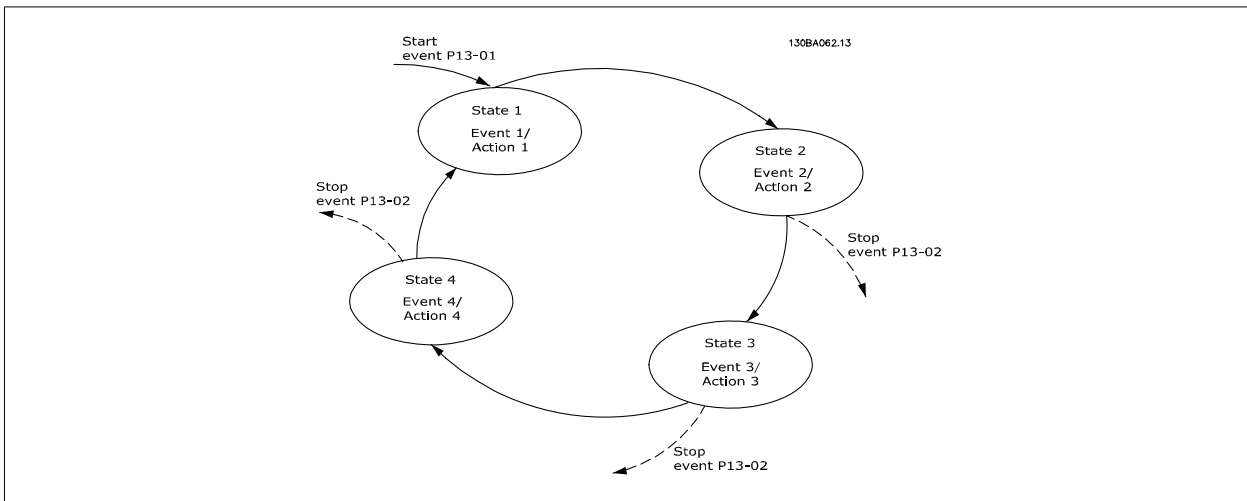 Start
event P13-01
130BA062.13
State 1
Event 1/
Action 1
State 2
Event 2/
Action 2
Stop
event P13-02
Stop
event P13-02
State 4
Event 4/
Action 4
State 3
Event 3/
Action 3
Stop
event P13-02